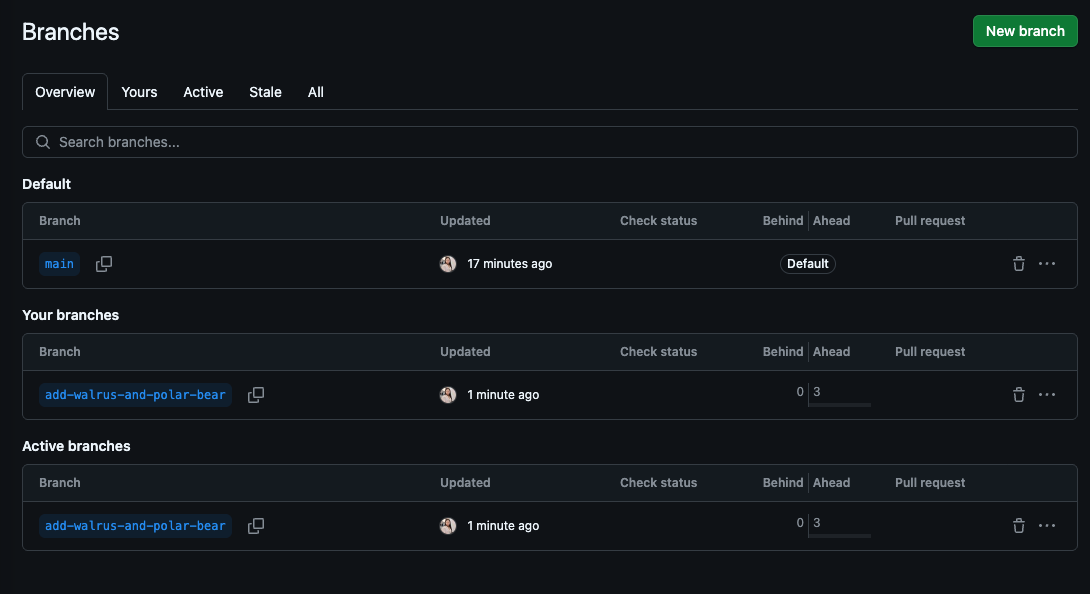 Branches
New branch
Overview Yours Active Stale All
Search branches...
Default
Branch Updated Check status Behind Ahead Pull request
main 17 minutes ago Default
Your branches
Branch Updated Check status Behind Ahead Pull request
add-walrus-and-polar-bear 1 minute ago 0 3
Active branches
Branch Updated Check status Behind Ahead Pull request
add-walrus-and-polar-bear 1 minute ago 0 3